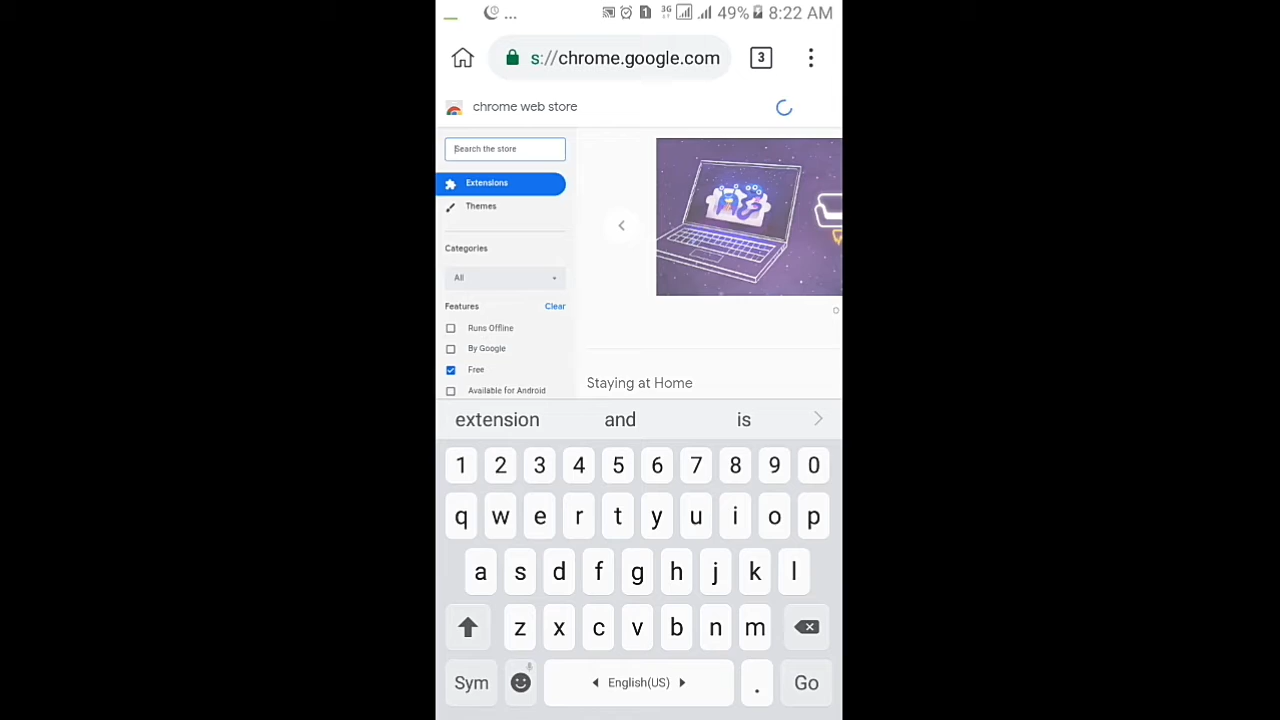 ... 1 3G 49% 8:22 AM
s://chrome.google.com 3
chrome web store
Search the store
Extensions
Themes
Categories
All
Features Clear
Runs Offline
By Google
Free
Available for Android
Staying at Home
extension and is
1 2 3 4 5 6 7 8 9 0
q w e r t y u i o p
a s d f g h j k l
z x c v b n m
Sym English(US) . Go